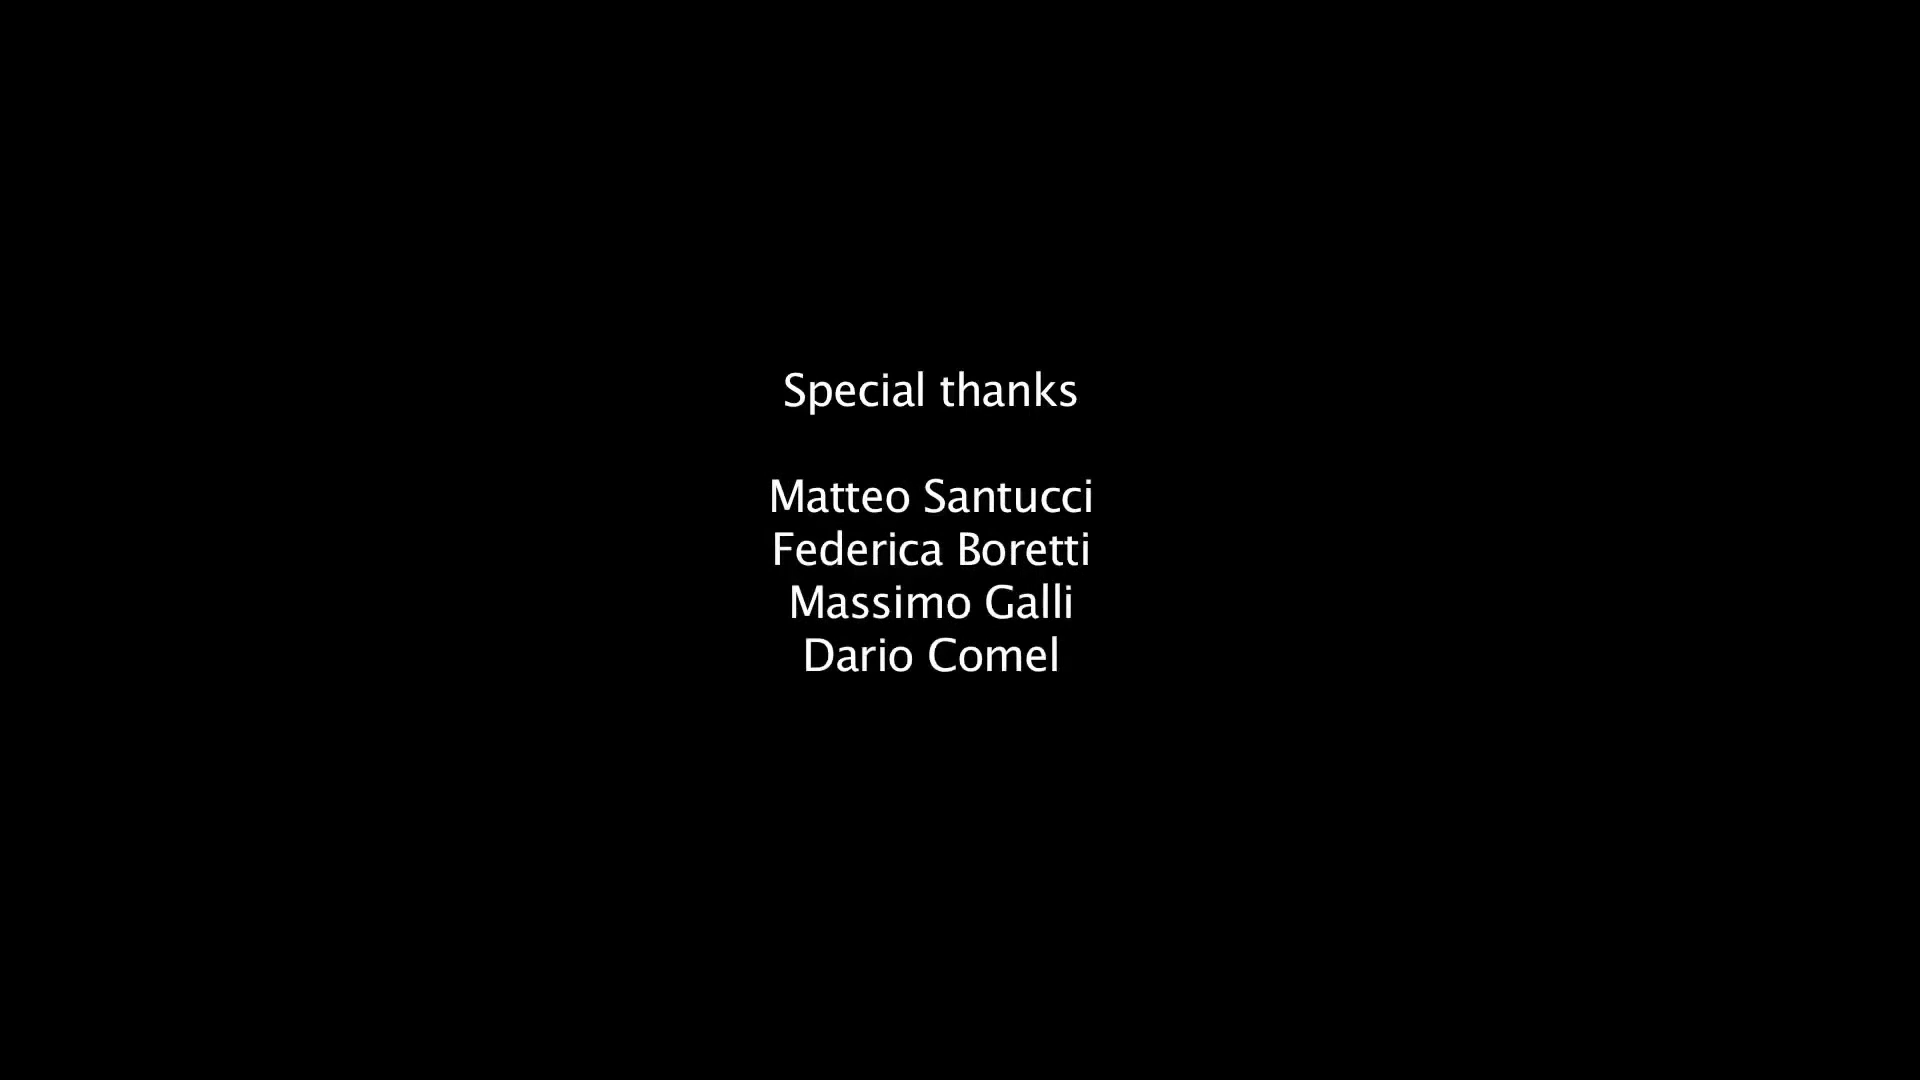 Special thanks
Matteo Santucci
Federica Boretti
Massimo Galli
Dario Comel